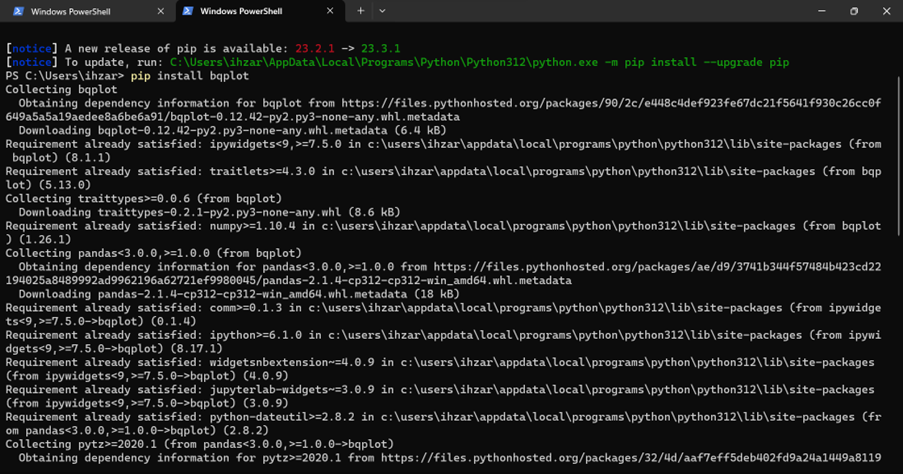 Windows PowerShell
Windows PowerShell
[notice] A new release of pip is available: 23.2.1 -> 23.3.1
[notice] To update, run: C:\Users\ihzar\AppData\Local\Programs\Python\Python312\python.exe -m pip install --upgrade pip
PS C:\Users\ihzar> pip install bqplot
Collecting bqplot
  Obtaining dependency information for bqplot from https://files.pythonhosted.org/packages/90/2c/e448c4def923fe67dc21f5641f930c26cc0f
649a5a5a19aedee8a6be6a91/bqplot-0.12.42-py2.py3-none-any.whl.metadata
  Downloading bqplot-0.12.42-py2.py3-none-any.whl.metadata (6.4 kB)
Requirement already satisfied: ipywidgets<9,>=7.5.0 in c:\users\ihzar\appdata\local\programs\python\python312\lib\site-packages (from
 bqplot) (8.1.1)
Requirement already satisfied: traitlets>=4.3.0 in c:\users\ihzar\appdata\local\programs\python\python312\lib\site-packages (from bqp
lot) (5.13.0)
Collecting traittypes>=0.0.6 (from bqplot)
  Downloading traittypes-0.2.1-py2.py3-none-any.whl (8.6 kB)
Requirement already satisfied: numpy>=1.10.4 in c:\users\ihzar\appdata\local\programs\python\python312\lib\site-packages (from bqplot
) (1.26.1)
Collecting pandas<3.0.0,>=1.0.0 (from bqplot)
  Obtaining dependency information for pandas<3.0.0,>=1.0.0 from https://files.pythonhosted.org/packages/ae/d9/3741b344f57484b423cd22
194025a8489992ad9962196a62721ef9980045/pandas-2.1.4-cp312-cp312-win_amd64.whl.metadata
  Downloading pandas-2.1.4-cp312-cp312-win_amd64.whl.metadata (18 kB)
Requirement already satisfied: comm>=0.1.3 in c:\users\ihzar\appdata\local\programs\python\python312\lib\site-packages (from ipywidge
ts<9,>=7.5.0->bqplot) (0.1.4)
Requirement already satisfied: ipython>=6.1.0 in c:\users\ihzar\appdata\local\programs\python\python312\lib\site-packages (from ipywi
dgets<9,>=7.5.0->bqplot) (8.17.1)
Requirement already satisfied: widgetsnbextension~=4.0.9 in c:\users\ihzar\appdata\local\programs\python\python312\lib\site-packages
(from ipywidgets<9,>=7.5.0->bqplot) (4.0.9)
Requirement already satisfied: jupyterlab-widgets~=3.0.9 in c:\users\ihzar\appdata\local\programs\python\python312\lib\site-packages
(from ipywidgets<9,>=7.5.0->bqplot) (3.0.9)
Requirement already satisfied: python-dateutil>=2.8.2 in c:\users\ihzar\appdata\local\programs\python\python312\lib\site-packages (fr
om pandas<3.0.0,>=1.0.0->bqplot) (2.8.2)
Collecting pytz>=2020.1 (from pandas<3.0.0,>=1.0.0->bqplot)
  Obtaining dependency information for pytz>=2020.1 from https://files.pythonhosted.org/packages/32/4d/aaf7eff5deb402fd9a24a1449a8119